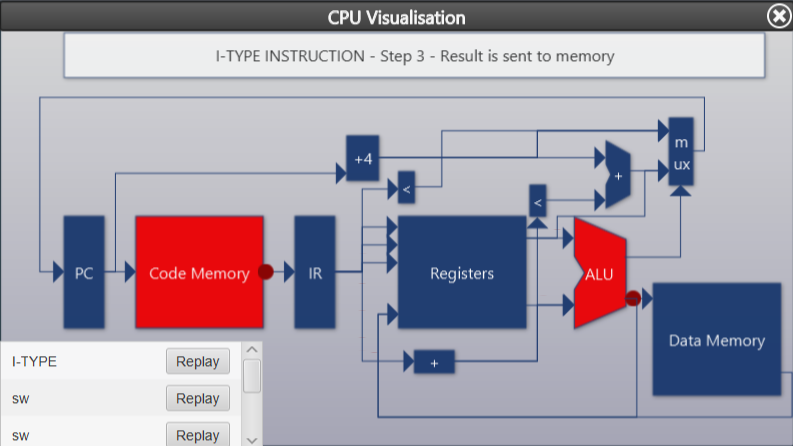 CPU Visualisation
I-TYPE INSTRUCTION - Step 3 - Result is sent to memory
m
ux
+4
+
<
<
PC
Code Memory
IR
Registers
ALU
Data Memory
+
I-TYPE Replay
sw Replay
sw Replay